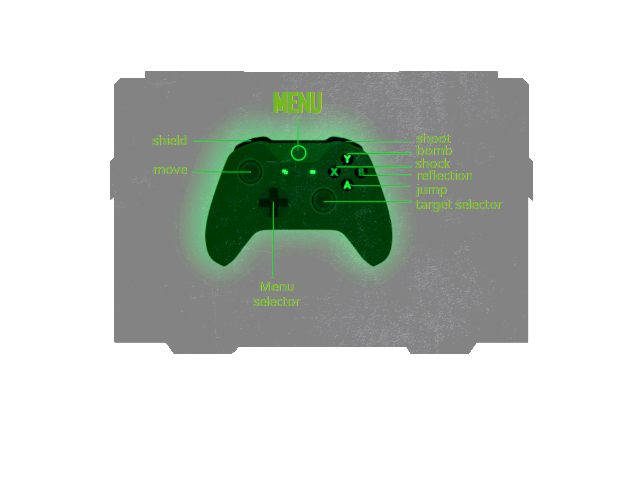 MENU
shield
move
shoot
bomb
shock
reflection
jump
target selector
Y
X
B
A
Menu
selector